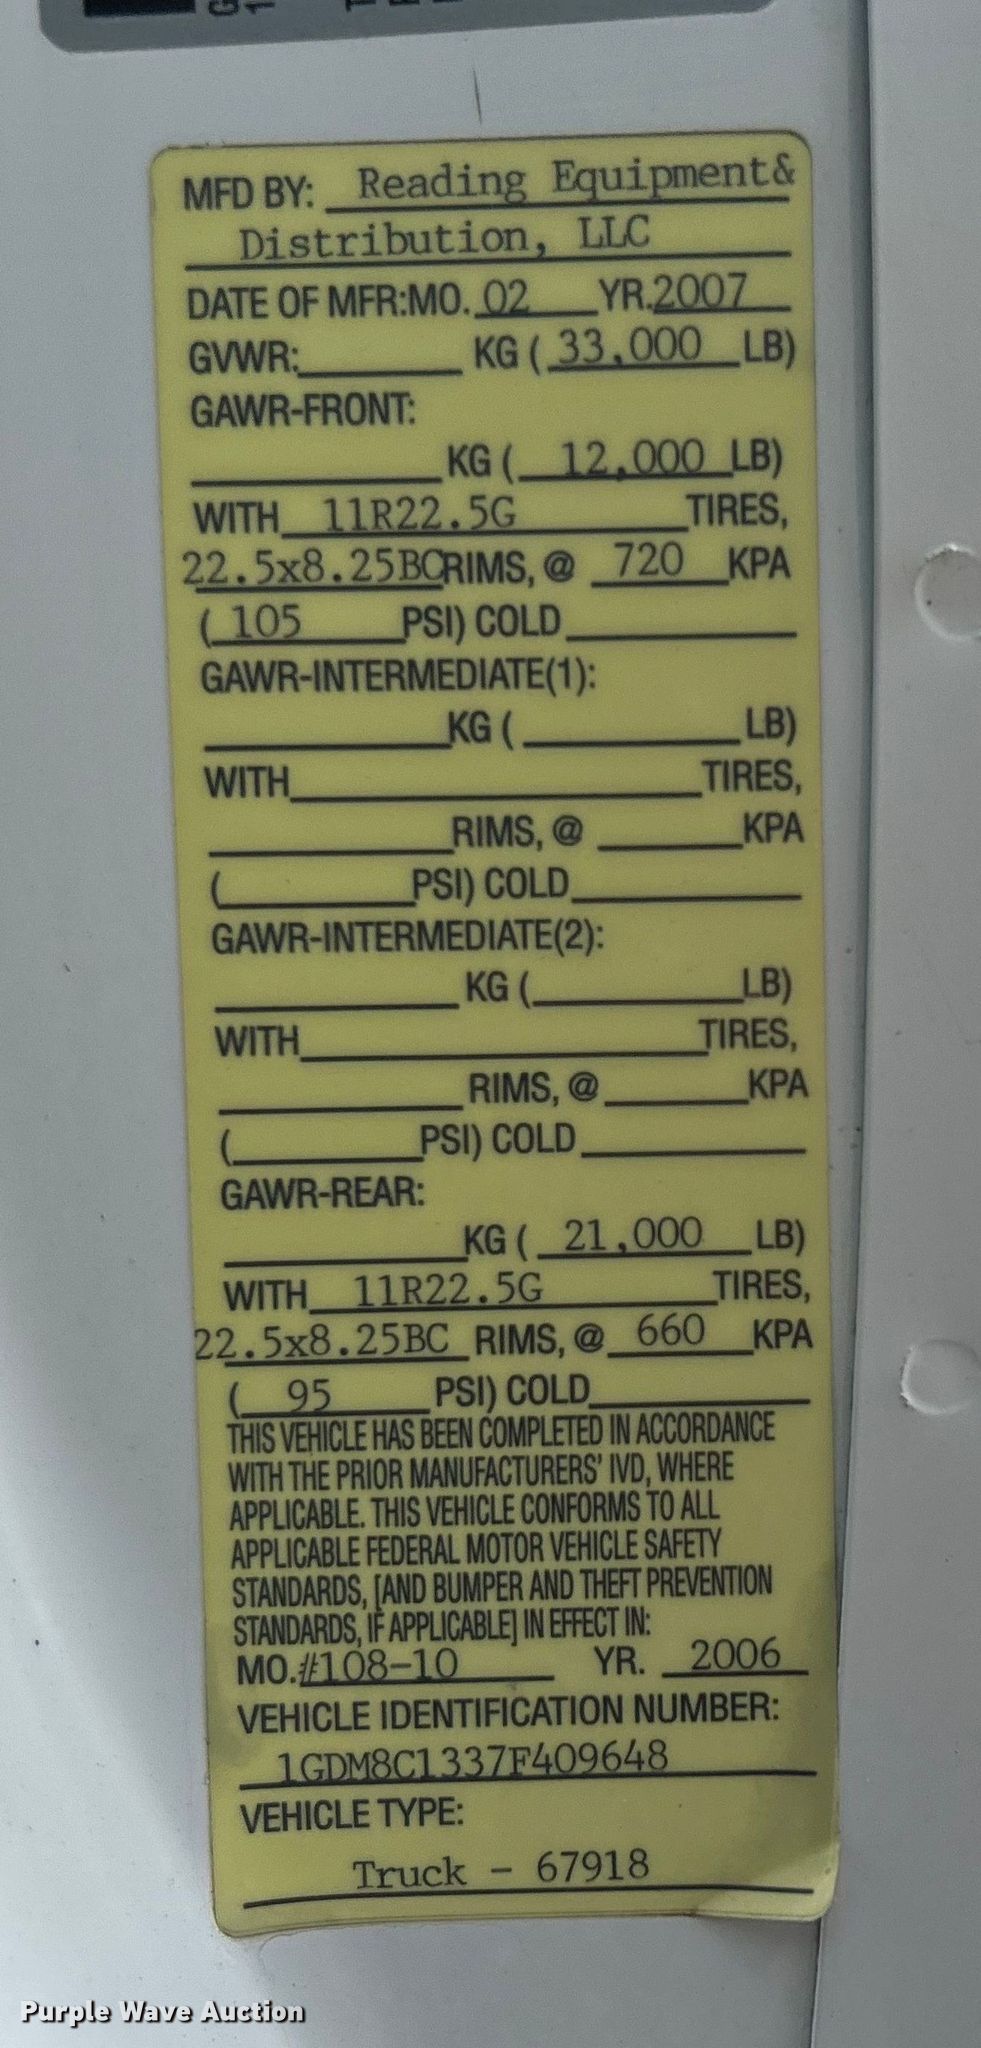 MFD BY: Reading Equipment&
Distribution, LLC
DATE OF MFR:MO. 02 YR.2007
GVWR: KG ( 33,000 LB)
GAWR-FRONT:
KG ( 12,000 LB)
WITH 11R22.5G TIRES,
22.5x8.25BC RIMS, @ 720 KPA
( 105 PSI) COLD
GAWR-INTERMEDIATE(1):
KG ( LB)
WITH TIRES,
RIMS, @ KPA
( PSI) COLD
GAWR-INTERMEDIATE(2):
KG ( LB)
WITH TIRES,
RIMS, @ KPA
( PSI) COLD
GAWR-REAR:
KG ( 21,000 LB)
WITH 11R22.5G TIRES,
22.5x8.25BC RIMS, @ 660 KPA
( 95 PSI) COLD
THIS VEHICLE HAS BEEN COMPLETED IN ACCORDANCE
WITH THE PRIOR MANUFACTURERS' IVD, WHERE
APPLICABLE. THIS VEHICLE CONFORMS TO ALL
APPLICABLE FEDERAL MOTOR VEHICLE SAFETY
STANDARDS, [AND BUMPER AND THEFT PREVENTION
STANDARDS, IF APPLICABLE] IN EFFECT IN:
MO.#108-10 YR. 2006
VEHICLE IDENTIFICATION NUMBER:
1GDM8C1337F409648
VEHICLE TYPE:
Truck - 67918
Purple Wave Auction